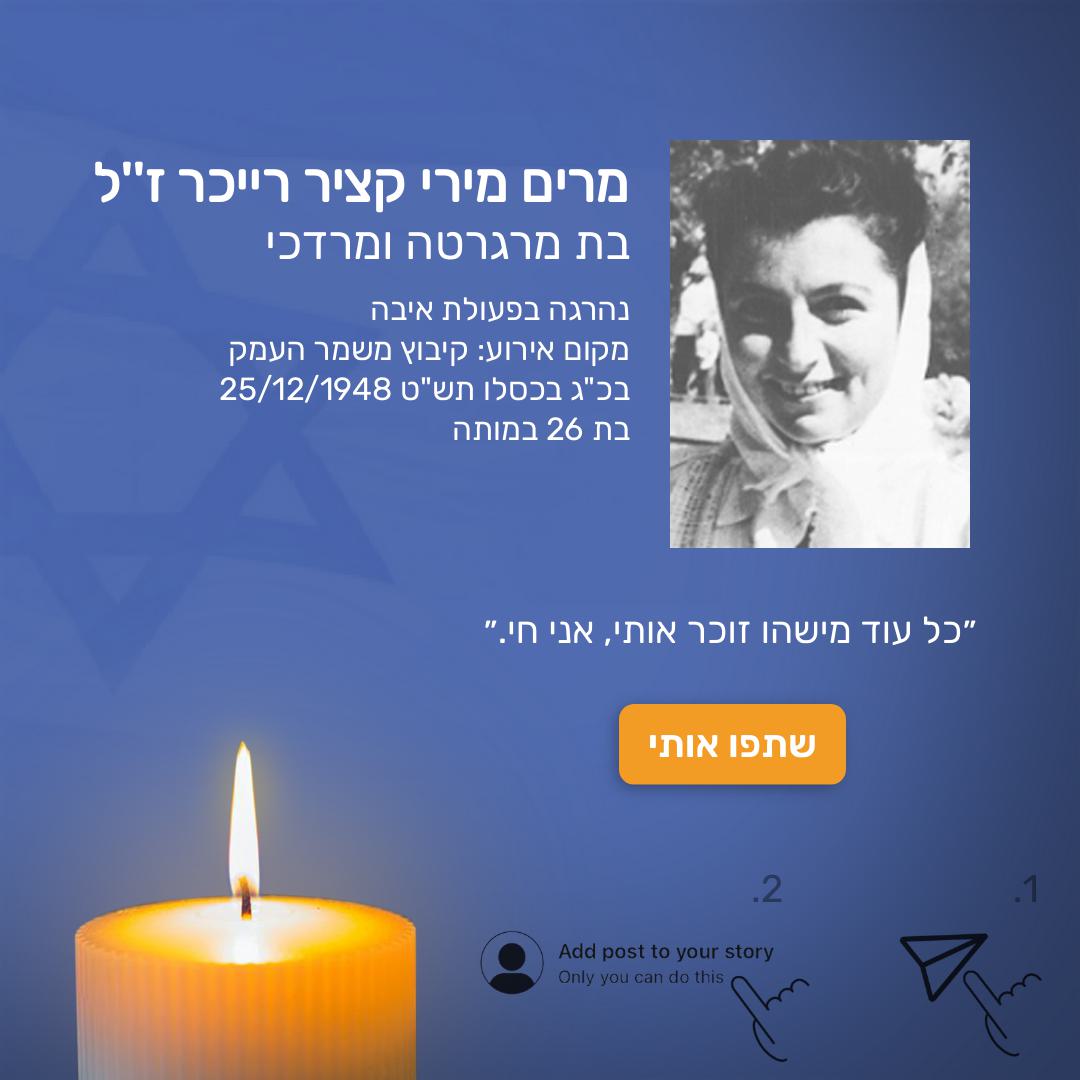 מרים מירי קציר רייכר ז"ל
בת מרגרטה ומרדכי
נהרגה בפעולת איבה
מקום אירוע: קיבוץ משמר העמק
בכ"ג בכסלו תש"ט 25/12/1948
בת 26 במותה
"כל עוד מישהו זוכר אותי, אני חי."
שתפו אותי
1.
2.
Add post to your story
Only you can do this